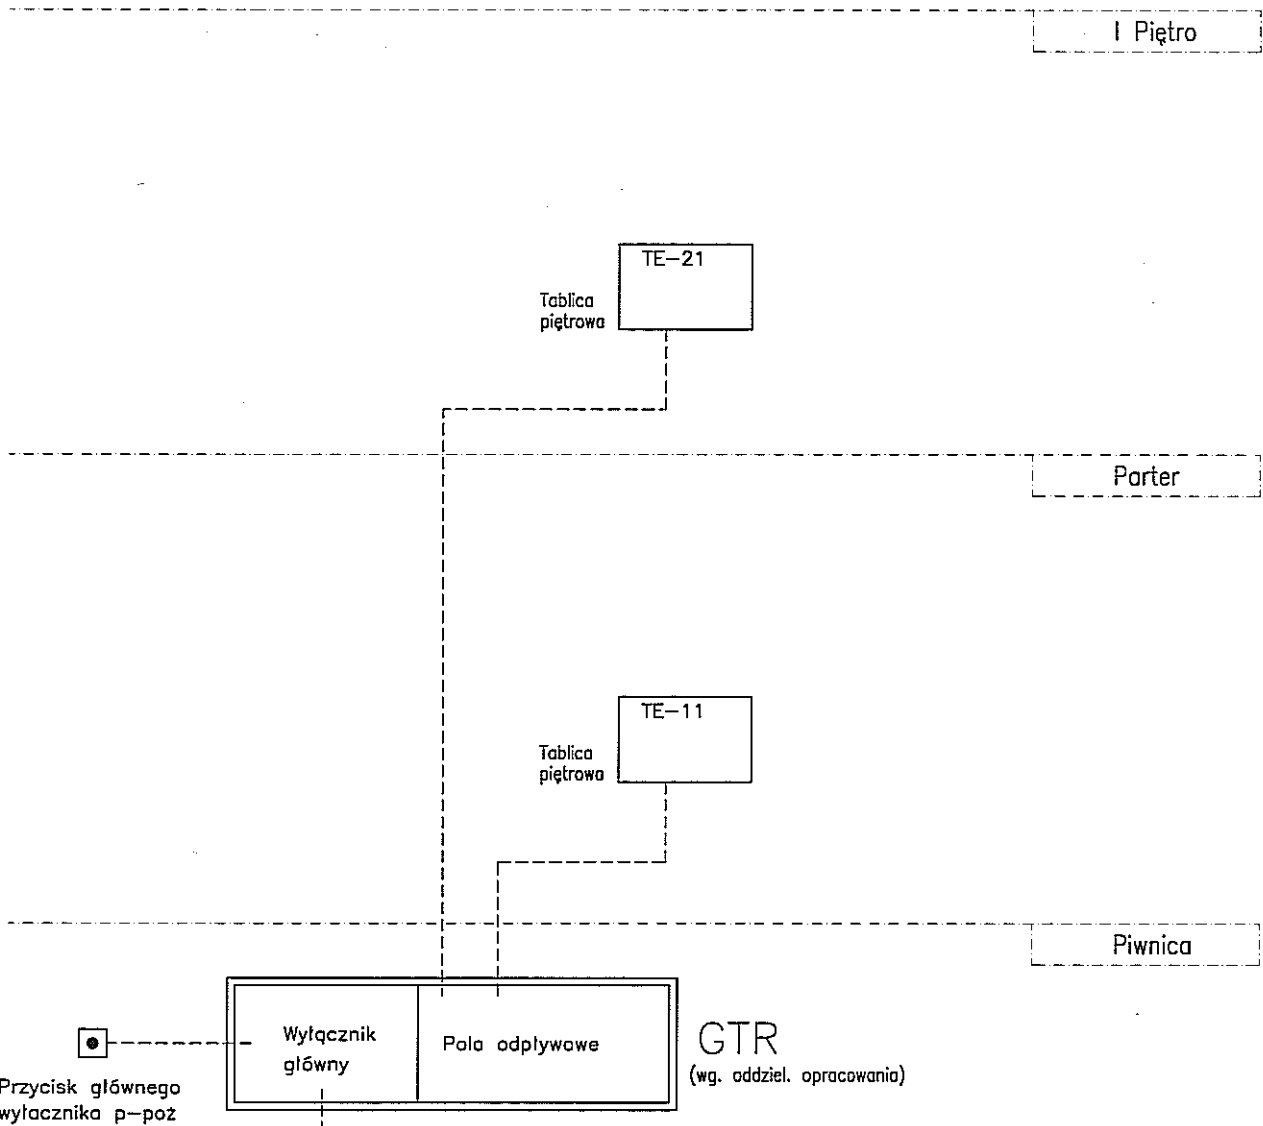 I Piętro
TE-21
Tablica
piętrowa
Parter
TE-11
Tablica
piętrowa
Piwnica
Wyłącznik
główny
Pola odpływowe
GTR
(wg. oddziel. opracowania)
Przycisk głównego
wyłacznika p-poż